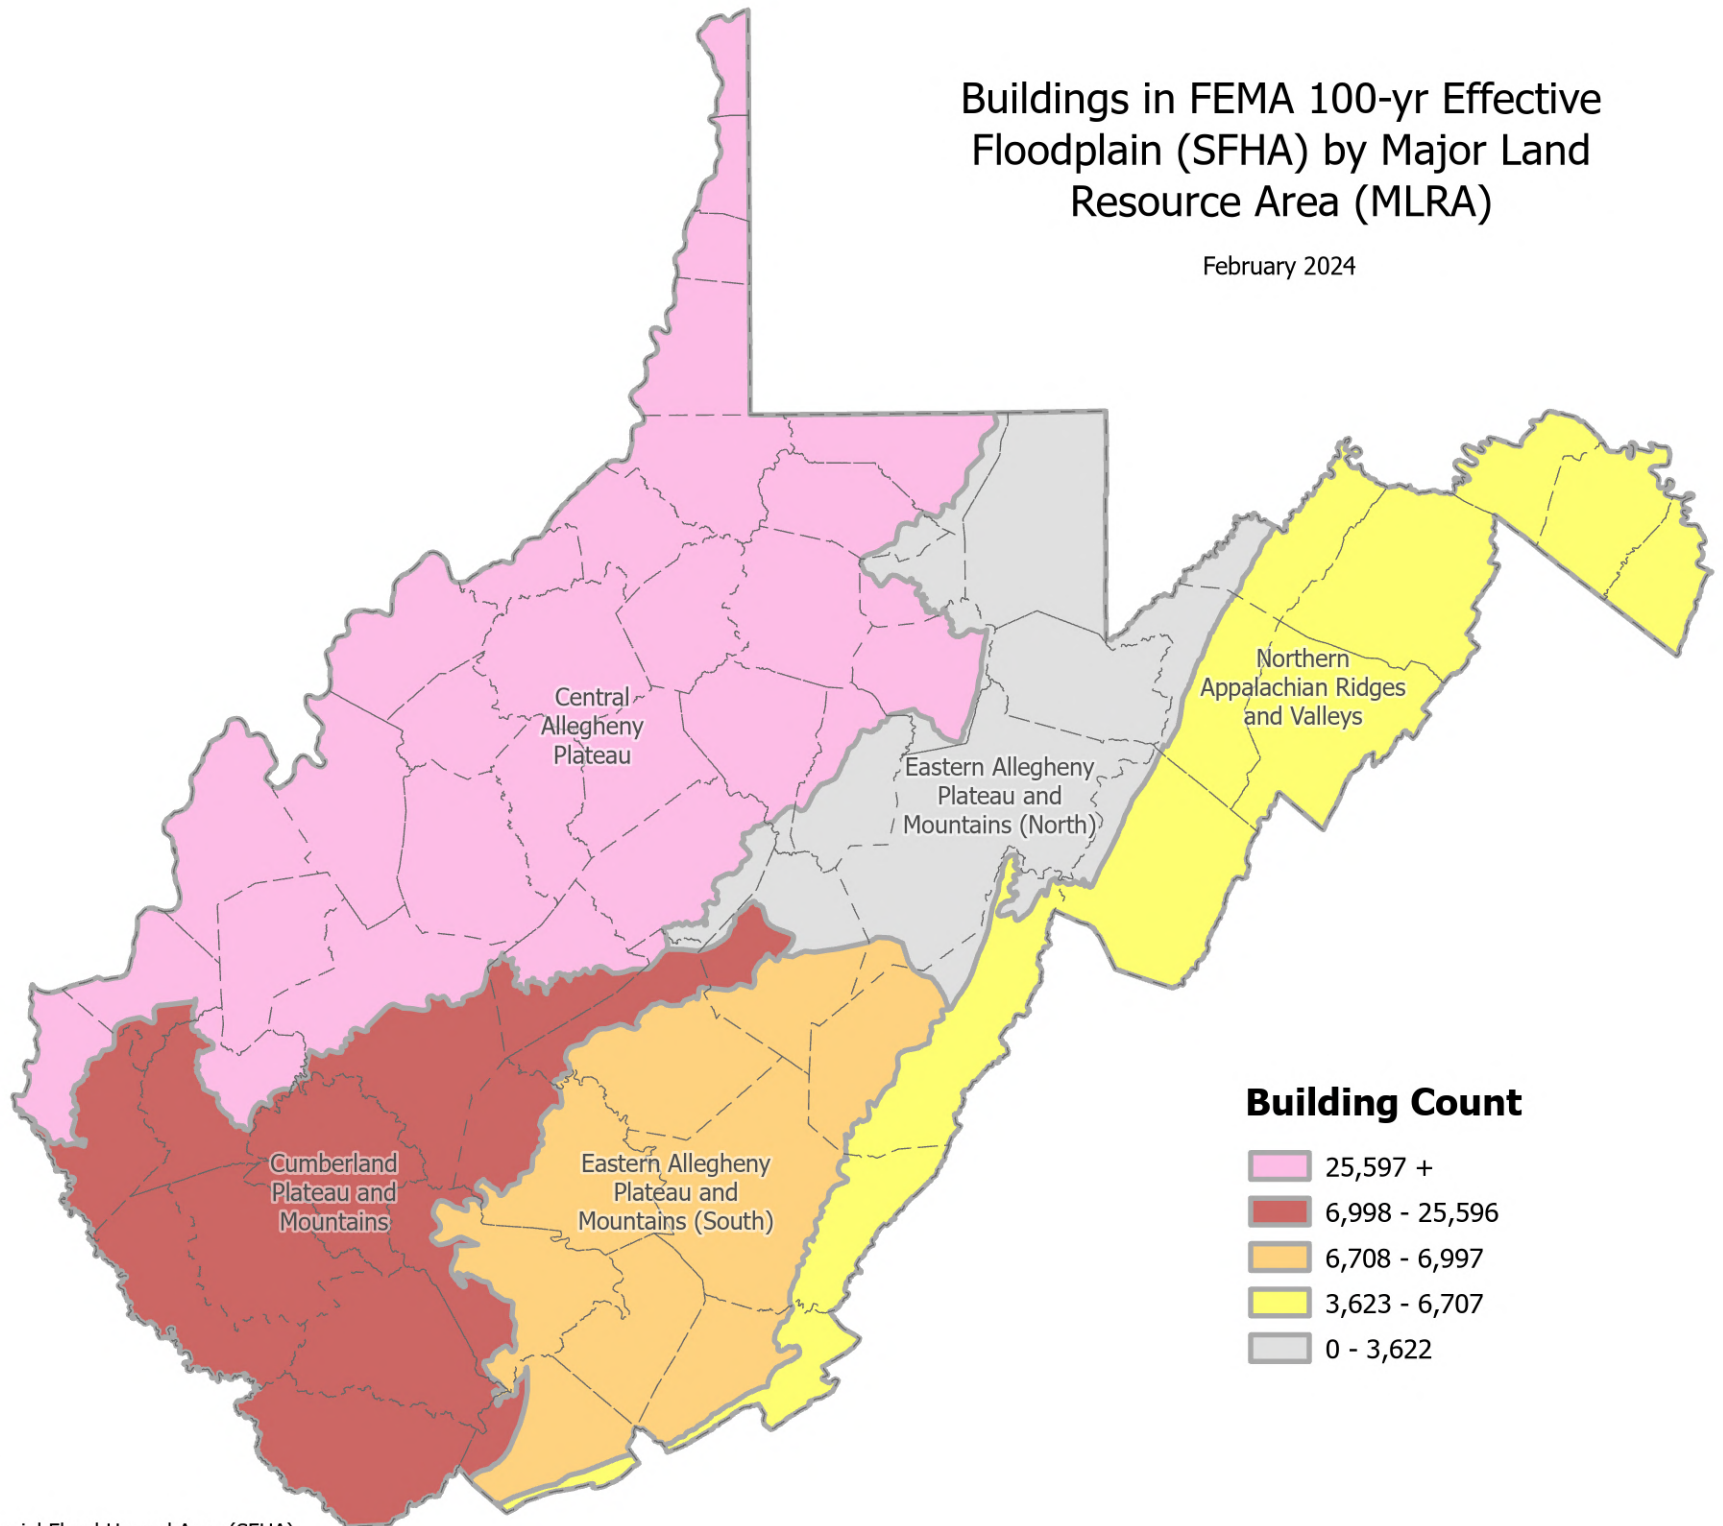 Buildings in FEMA 100-yr Effective
Floodplain (SFHA) by Major Land
Resource Area (MLRA)
February 2024
Northern
Appalachian Ridges
and Valleys
Central
Allegheny
Plateau
Eastern Allegheny
Plateau and
Mountains (North)
Cumberland
Plateau and
Mountains
Eastern Allegheny
Plateau and
Mountains (South)
Building Count
25,597 +
6,998 - 25,596
6,708 - 6,997
3,623 - 6,707
0 - 3,622